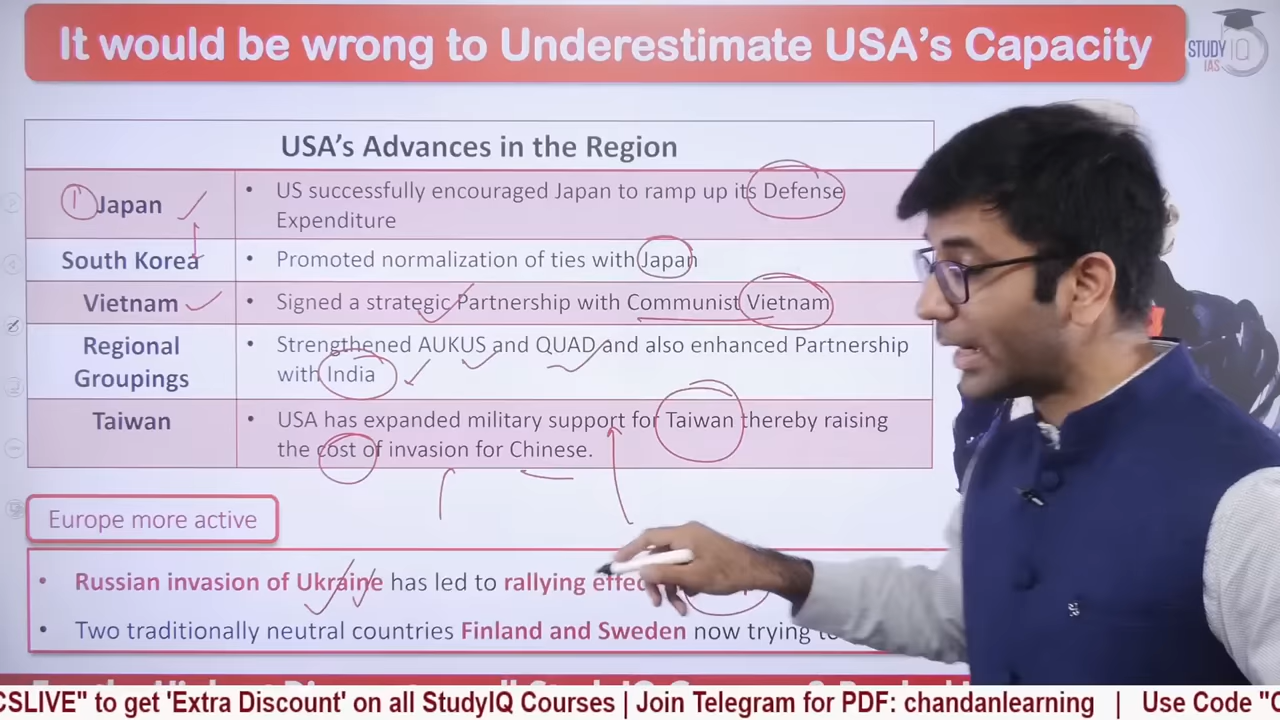 It would be wrong to Underestimate USA's Capacity
STUDY IQ
IAS
USA's Advances in the Region
Japan
• US successfully encouraged Japan to ramp up its Defense
Expenditure
South Korea
• Promoted normalization of ties with Japan
Vietnam
• Signed a strategic Partnership with Communist Vietnam
Regional
Groupings
• Strengthened AUKUS and QUAD and also enhanced Partnership
with India
Taiwan
• USA has expanded military support for Taiwan thereby raising
the cost of invasion for Chinese.
Europe more active
• Russian invasion of Ukraine has led to rallying
• Two traditionally neutral countries Finland and Sweden now trying
CSLIVE" to get 'Extra Discount' on all StudyIQ Courses | Join Telegram for PDF: chandanlearning | Use Code "C